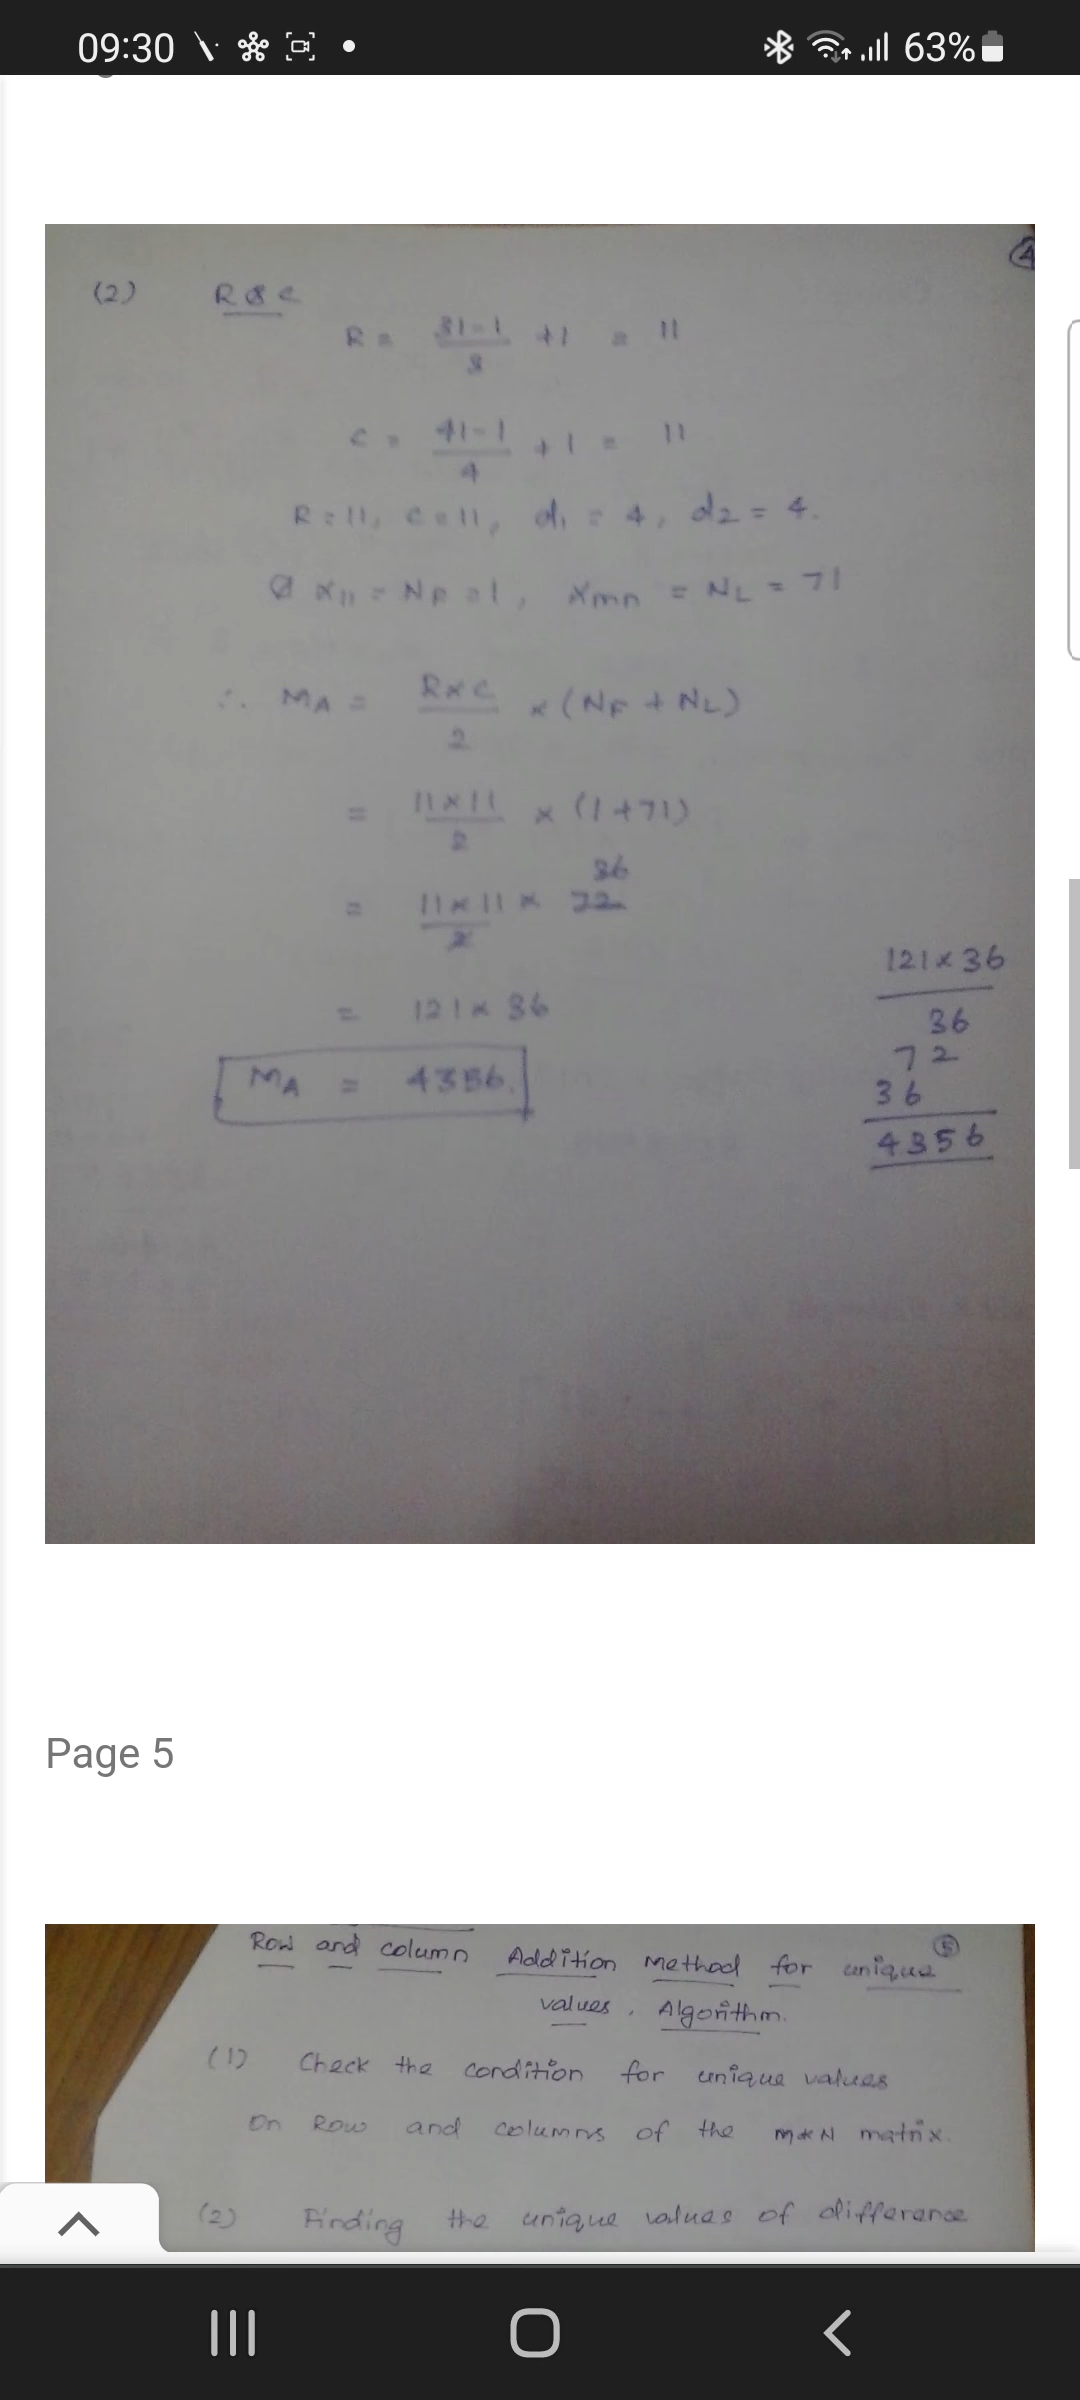 09:30 63%
4
(2) R & C
R = 31-1 / 3 + 1 = 11
C = 41-1 / 4 + 1 = 11
R = 11, C = 11, d1 = 4, d2 = 4.
x11 = NF = 1, xmn = NL = 71
∴ MA = R×C / 2 × (NF + NL)
= 11×11 / 2 × (1+71)
36
= 11×11 × 72 / 2
= 121 × 36
MA = 4356.
121×36
36
72
36
4356
Page 5
5
Row and column Addition Method for unique
values, Algorithm.
(1) Check the condition for unique values
on Row and columns of the M*N matrix.
(2) Finding the unique values of difference